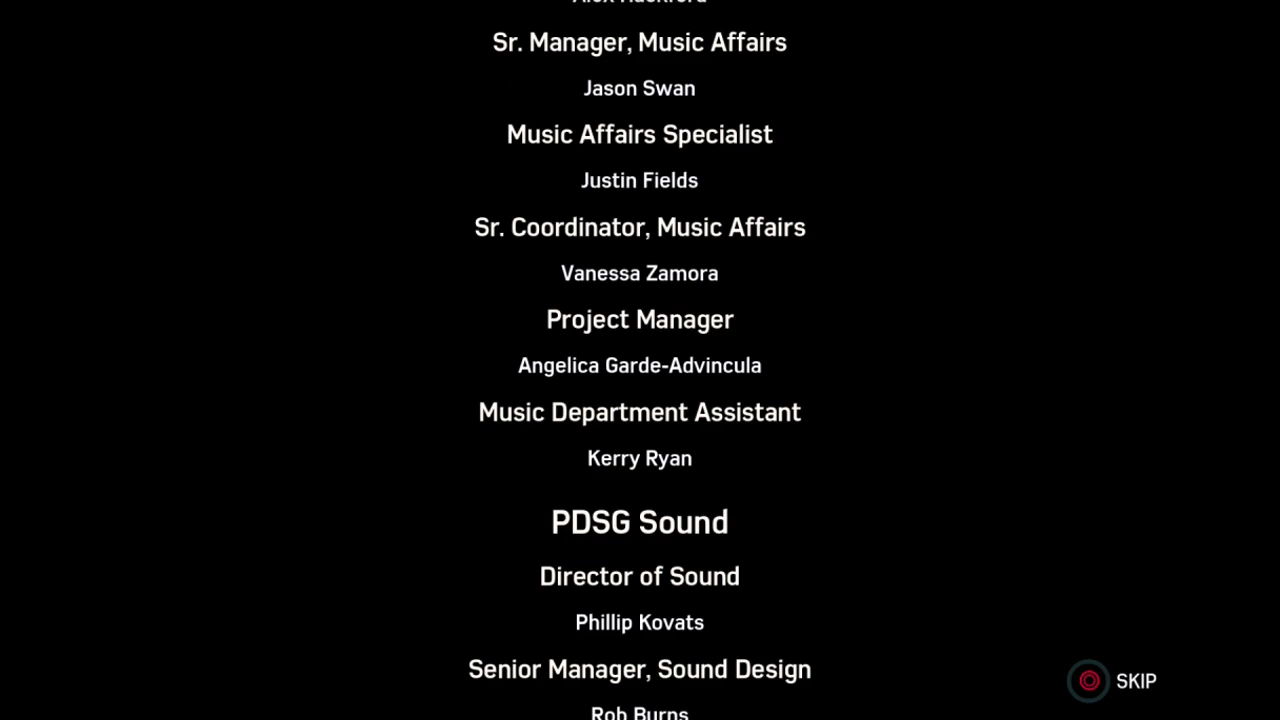 Sr. Manager, Music Affairs
Jason Swan
Music Affairs Specialist
Justin Fields
Sr. Coordinator, Music Affairs
Vanessa Zamora
Project Manager
Angelica Garde-Advincula
Music Department Assistant
Kerry Ryan
PDSG Sound
Director of Sound
Phillip Kovats
Senior Manager, Sound Design
Rob Burns
SKIP